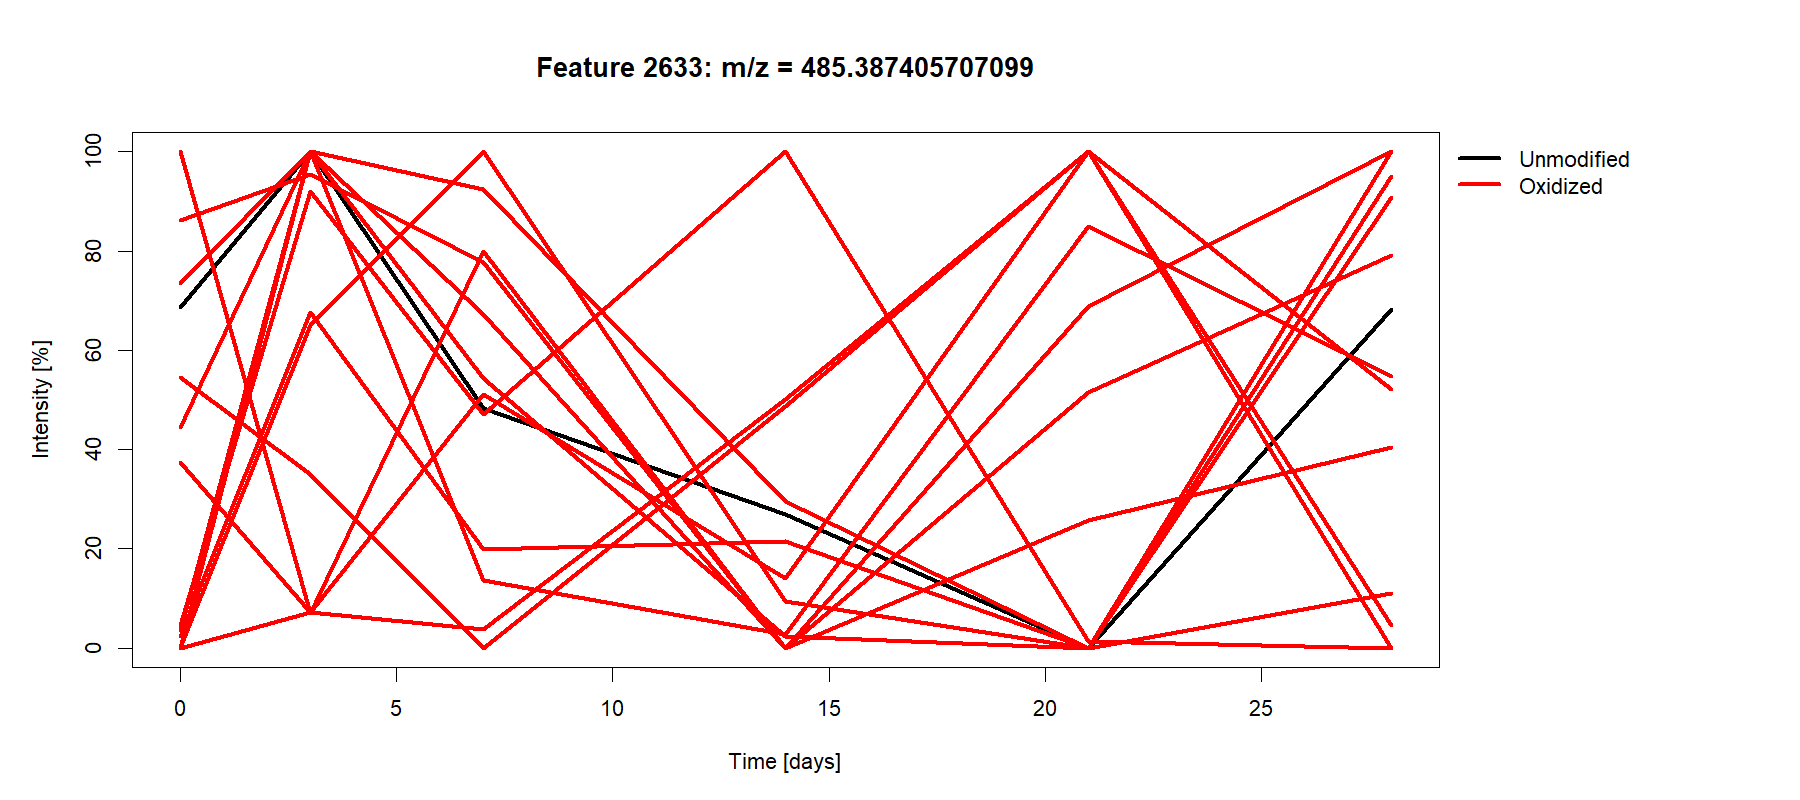 Feature 2633: m/z = 485.387405707099
Unmodified
Oxidized
Intensity [%]
100
80
60
40
20
0
0 5 10 15 20 25
Time [days]